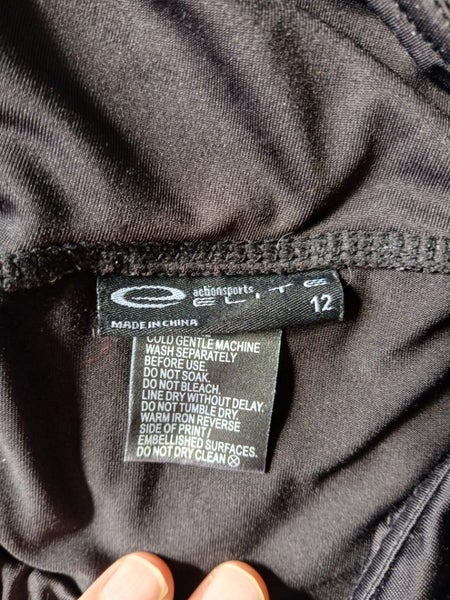 actionsports
ELITE
12
MADE IN CHINA
COLD GENTLE MACHINE
WASH SEPARATELY
BEFORE USE.
DO NOT SOAK.
DO NOT BLEACH.
LINE DRY WITHOUT DELAY.
DO NOT TUMBLE DRY.
WARM IRON REVERSE
SIDE OF PRINT/
EMBELLISHED SURFACES.
DO NOT DRY CLEAN